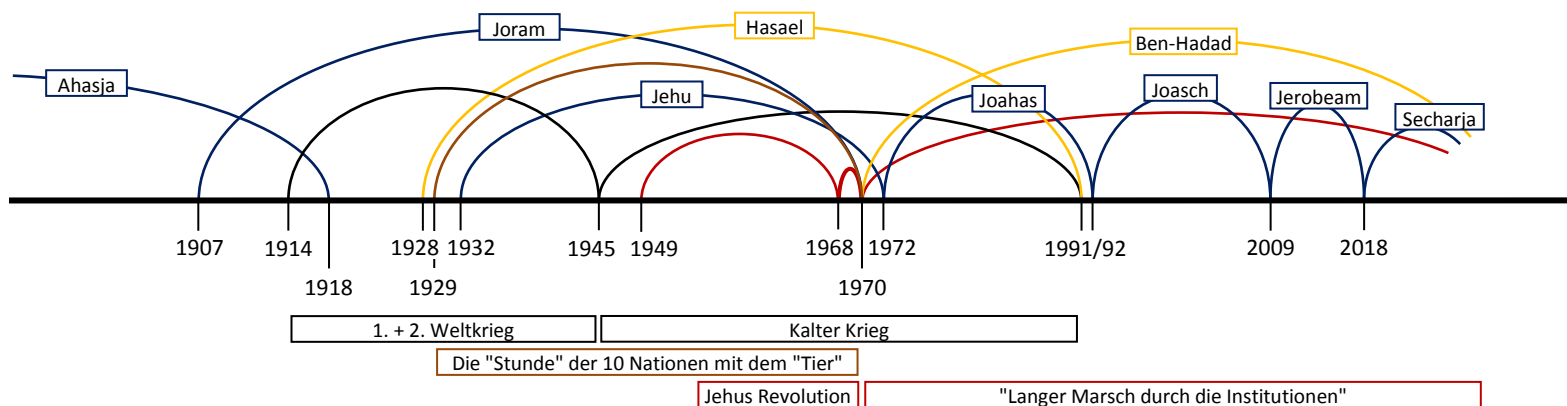 Joram
Hasael
Ben-Hadad
Ahasja
Jehu
Joahas
Joasch
Jerobeam
Secharja
1907
1914
1928
1932
1945
1949
1968
1972
1991/92
2009
2018
1918
1929
1970
1. + 2. Weltkrieg
Kalter Krieg
Die "Stunde" der 10 Nationen mit dem "Tier"
Jehus Revolution
"Langer Marsch durch die Institutionen"